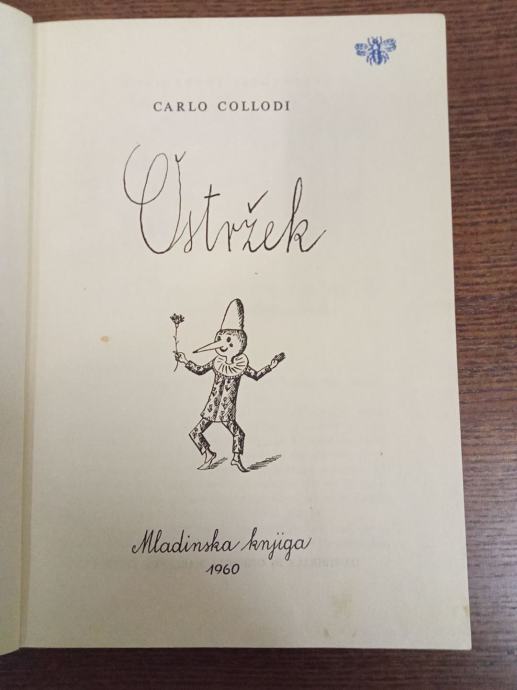 CARLO COLLODI
Ostržek
Mladinska knjiga
1960